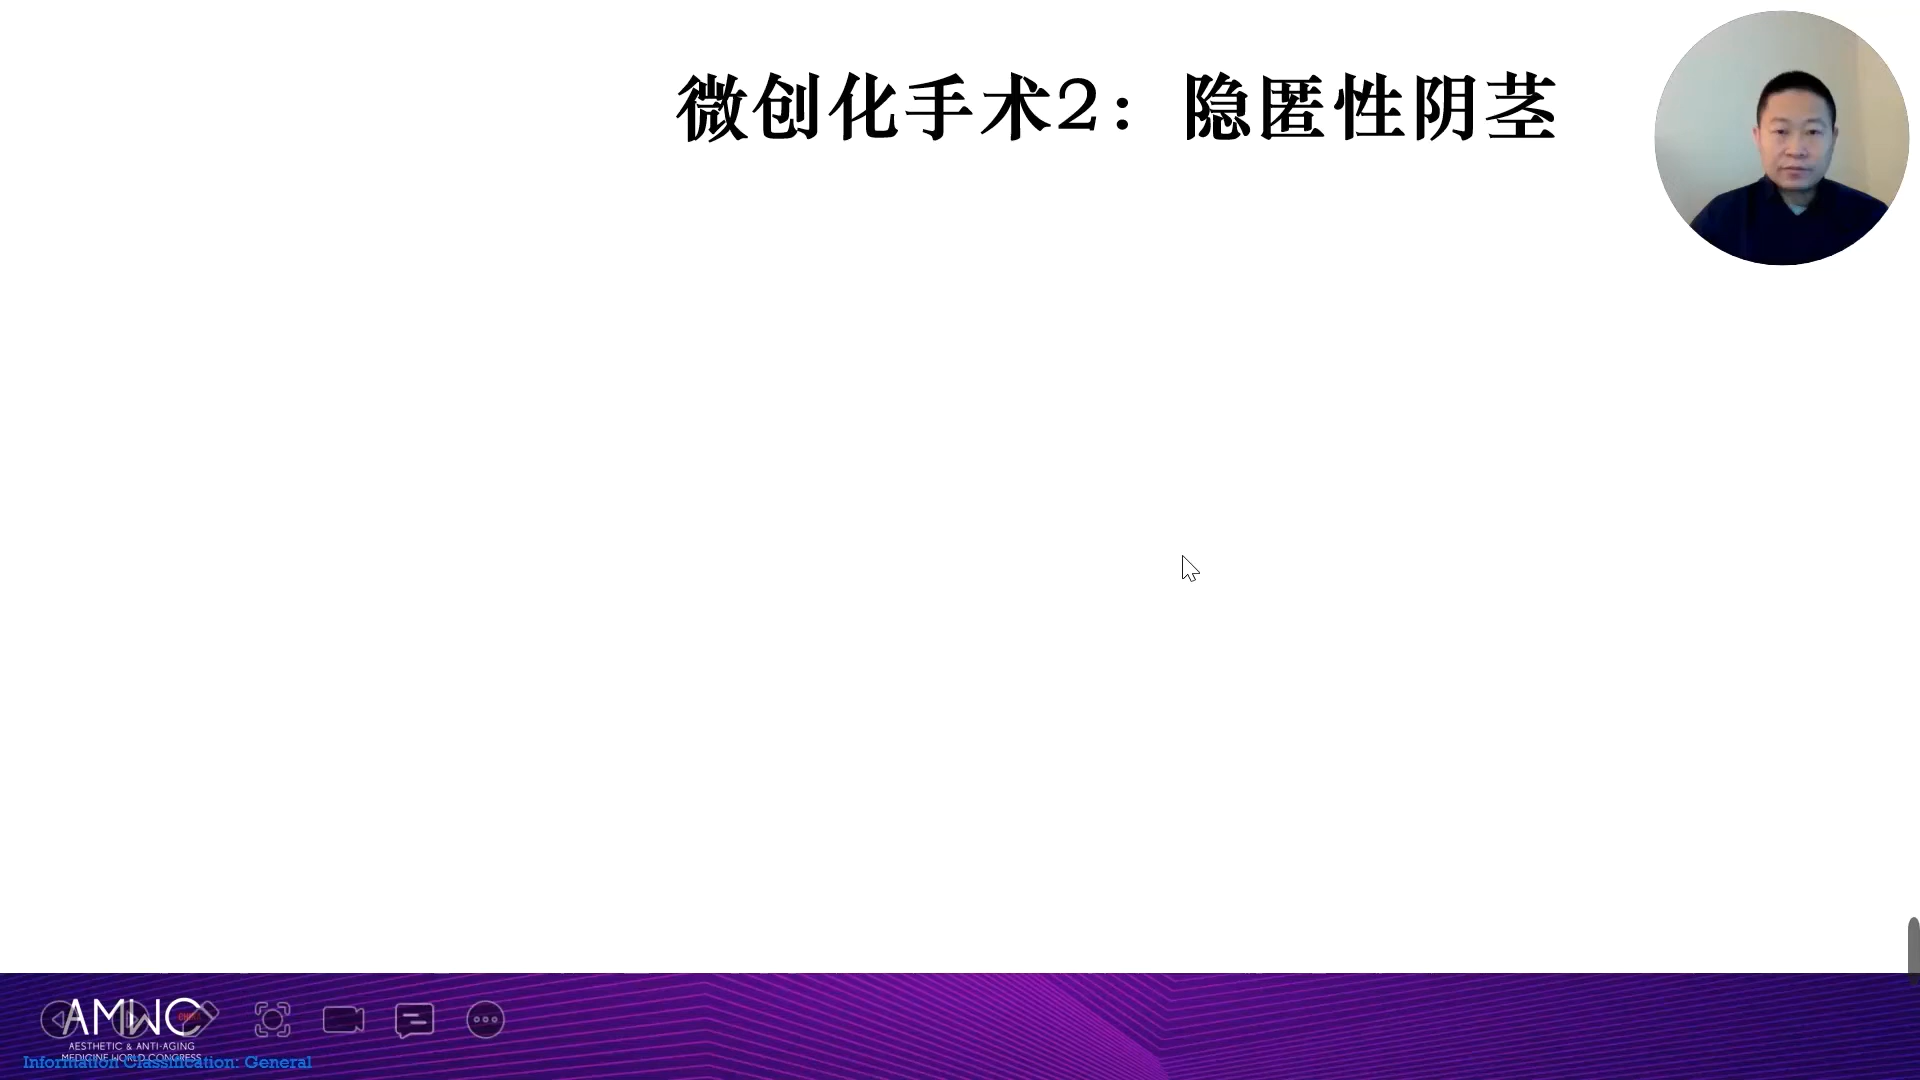 微创化手术2：隐匿性阴茎
AMWC
CHINA
AESTHETIC & ANTI-AGING
MEDICINE WORLD CONGRESS
Information Classification: General